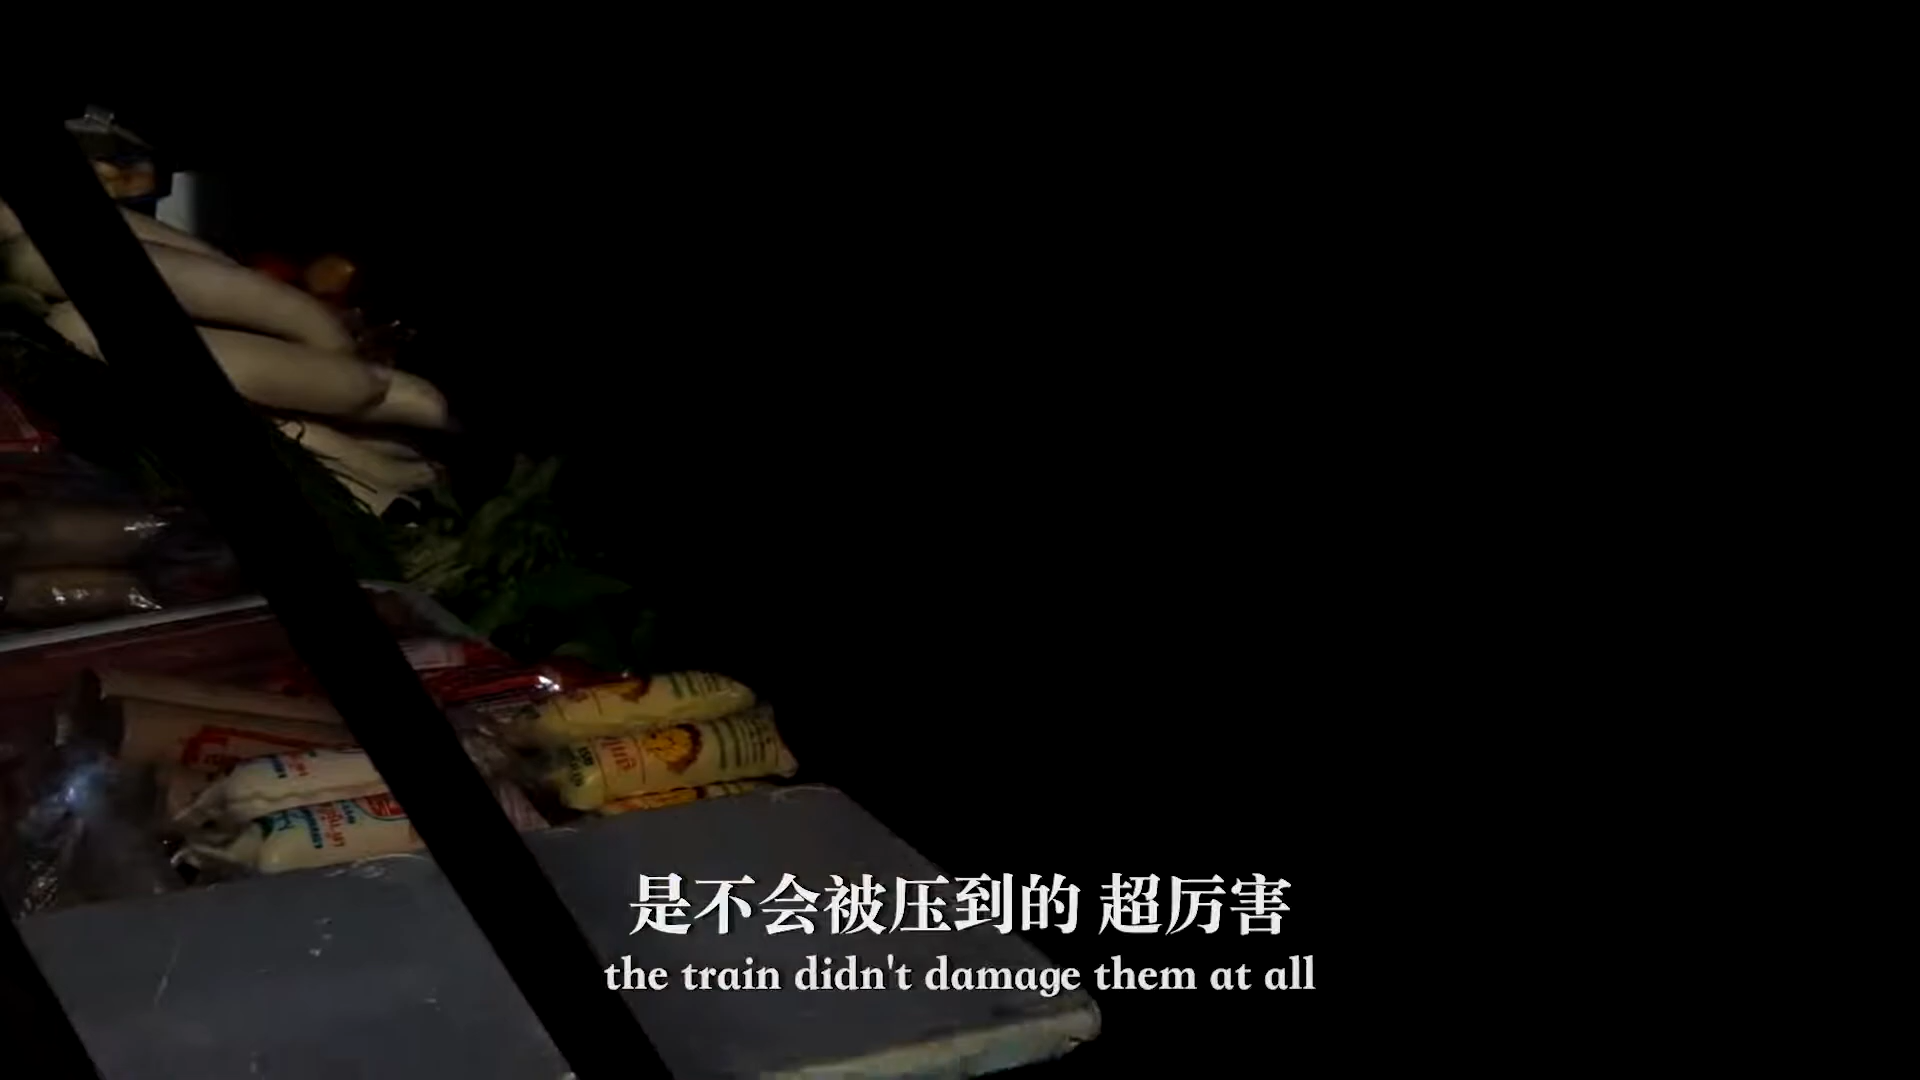 是不会被压到的 超厉害
the train didn't damage them at all